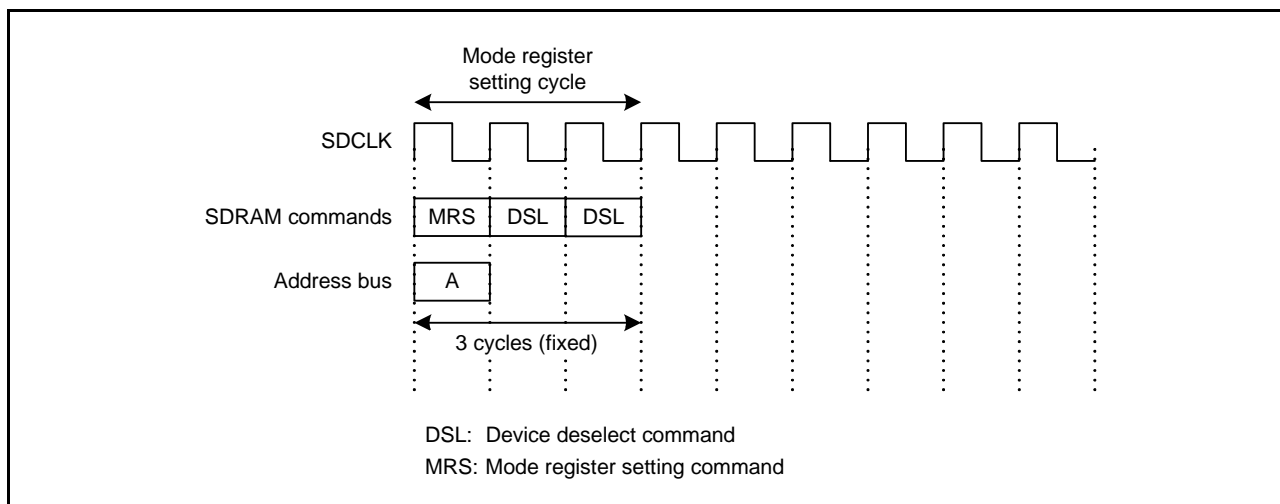 Mode register
setting cycle
SDCLK
SDRAM commands MRS DSL DSL
Address bus A
3 cycles (fixed)
DSL: Device deselect command
MRS: Mode register setting command